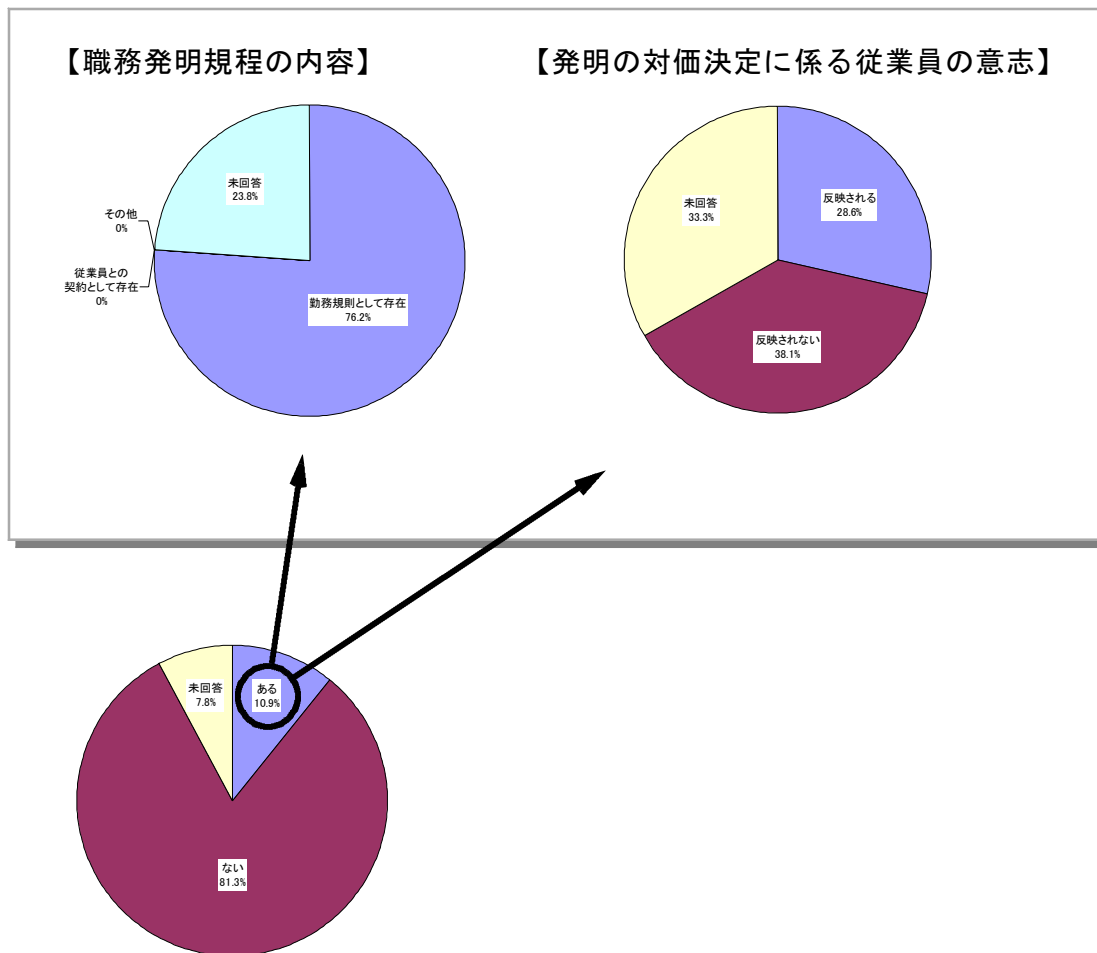 【職務発明規程の内容】
【発明の対価決定に係る従業員の意志】
未回答
23.8%
その他
0%
従業員との
契約として存在
0%
勤務規則として存在
76.2%
未回答
33.3%
反映される
28.6%
反映されない
38.1%
未回答
7.8%
ある
10.9%
ない
81.3%